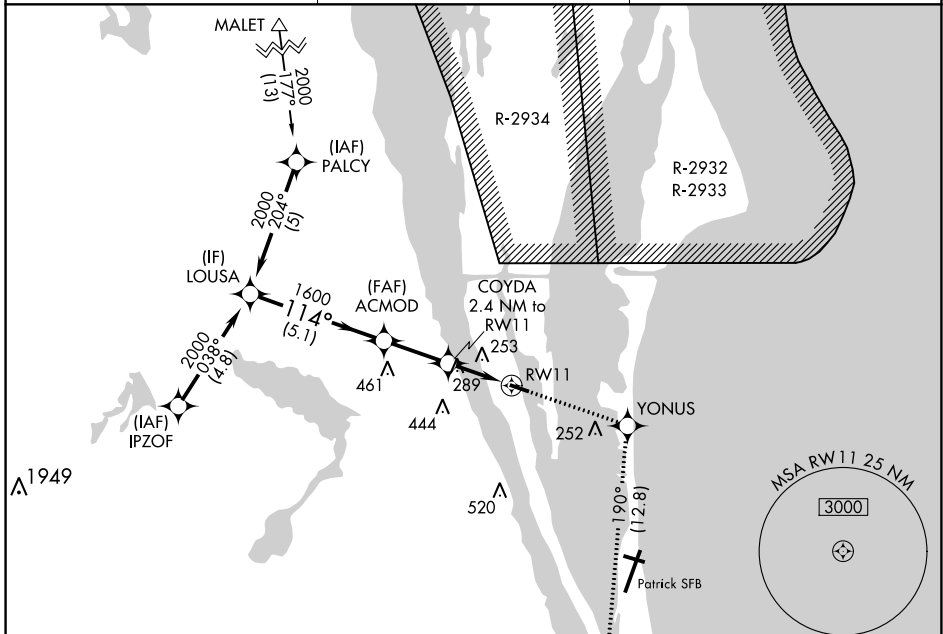 MALET
2000
177°
(13)
(IAF)
PALCY
2000
204°
(5)
(IF)
LOUSA
1600
114°
(5.1)
(FAF)
ACMOD
COYDA
2.4 NM to
RW11
R-2934
R-2932
R-2933
2000
038°
(4.8)
(IAF)
IPZOF
461
289
253
RW11
444
252
YONUS
1949
520
190°
(12.8)
Patrick SFB
MSA RW11 25 NM
3000